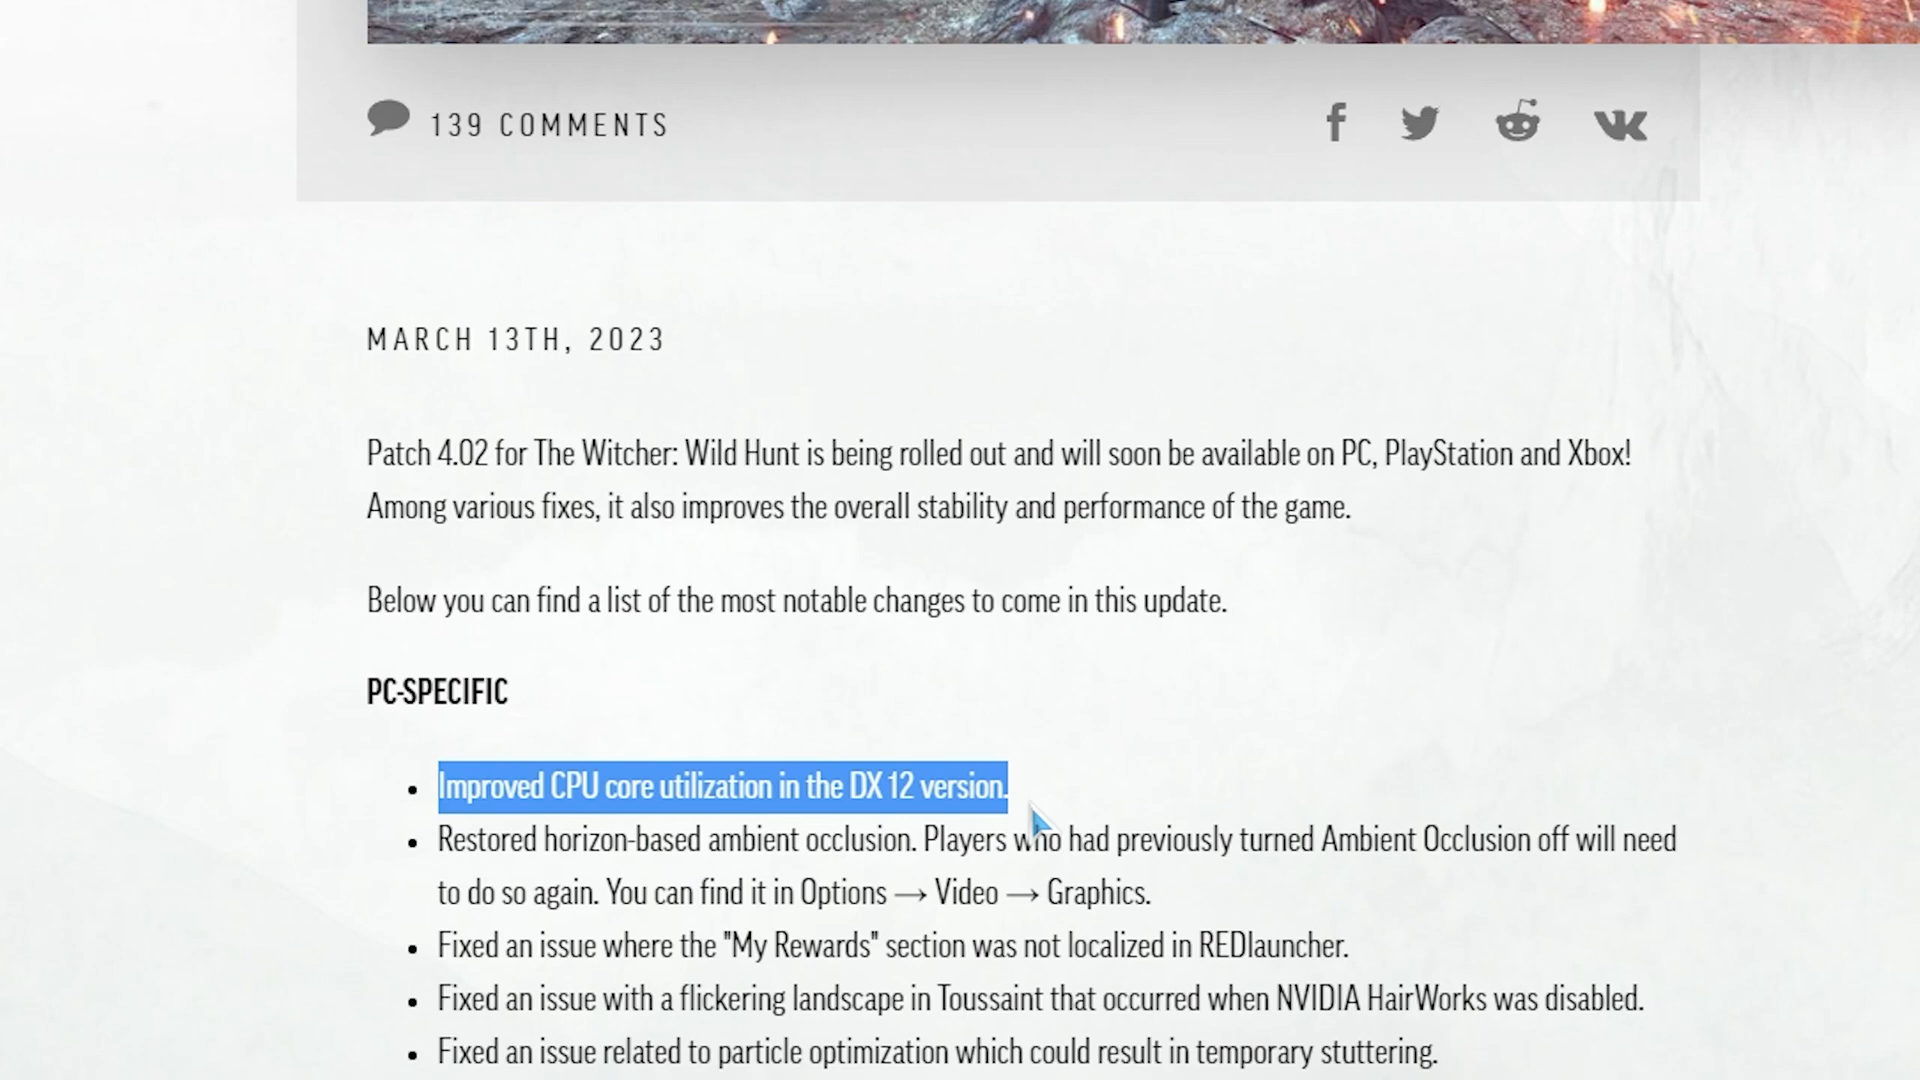 139 COMMENTS
MARCH 13TH, 2023
Patch 4.02 for The Witcher: Wild Hunt is being rolled out and will soon be available on PC, PlayStation and Xbox!
Among various fixes, it also improves the overall stability and performance of the game.
Below you can find a list of the most notable changes to come in this update.
PC-SPECIFIC
• Improved CPU core utilization in the DX 12 version.
• Restored horizon-based ambient occlusion. Players who had previously turned Ambient Occlusion off will need
to do so again. You can find it in Options → Video → Graphics.
• Fixed an issue where the "My Rewards" section was not localized in REDlauncher.
• Fixed an issue with a flickering landscape in Toussaint that occurred when NVIDIA HairWorks was disabled.
• Fixed an issue related to particle optimization which could result in temporary stuttering.